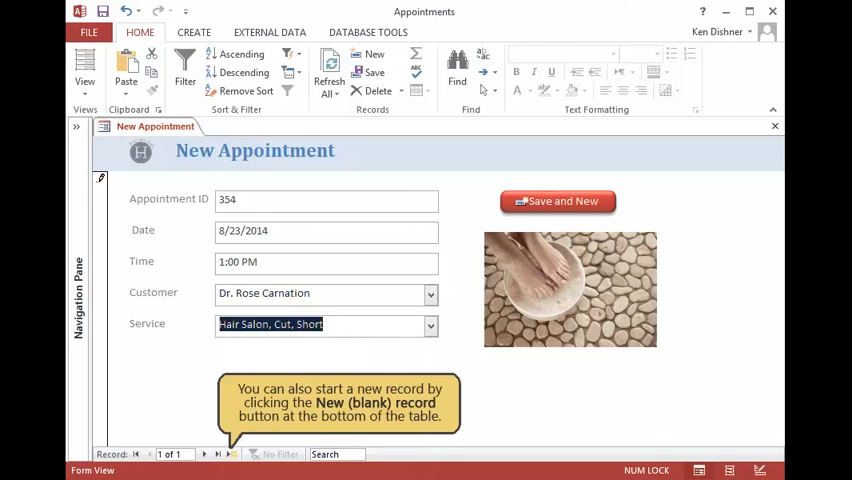 Appointments
?
FILE
HOME
CREATE
EXTERNAL DATA
DATABASE TOOLS
Ken Dishner
View
Views
Paste
Clipboard
Filter
Ascending
Descending
Remove Sort
Sort & Filter
Refresh
All
New
Save
Delete
Records
Find
Find
B I U
A
Text Formatting
New Appointment
New Appointment
H
Appointment ID 354
Date 8/23/2014
Time 1:00 PM
Customer Dr. Rose Carnation
Service Hair Salon, Cut, Short
Save and New
Navigation Pane
You can also start a new record by
clicking the New (blank) record
button at the bottom of the table.
Record: 1 of 1 No Filter Search
Form View
NUM LOCK